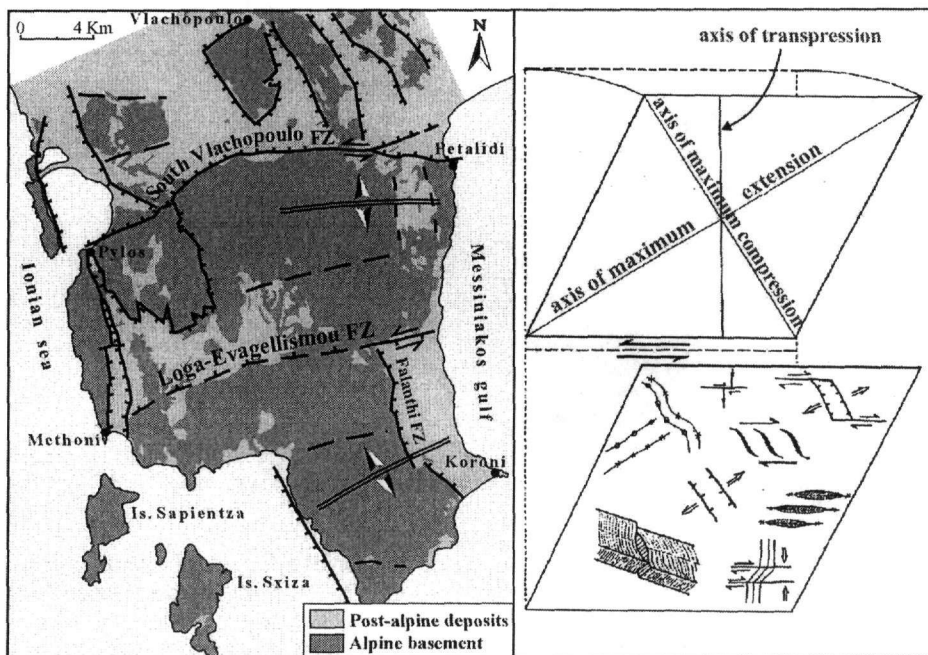 0 4 Km
Vlachopoulo
N
South Vlachopoulo FZ
Petalidi
Pylos
Ionian sea
Messiniakos gulf
Loga-Evagellismou FZ
Falanthi FZ
Methoni
Koroni
Is. Sapientza
Is. Sxiza
Post-alpine deposits
Alpine basement
axis of transpression
axis of maximum compression
axis of maximum extension